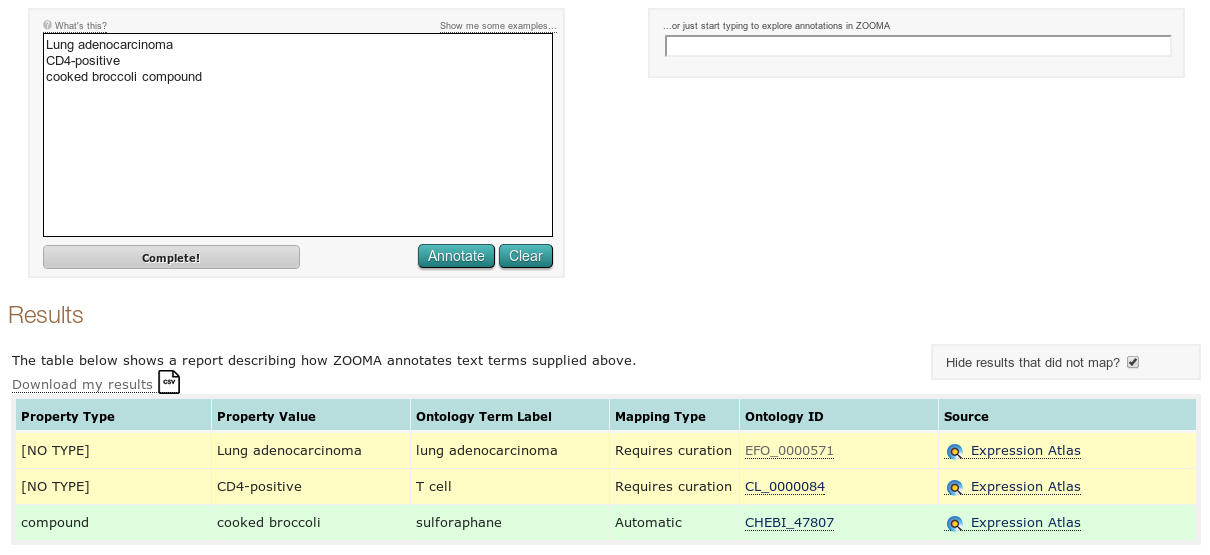 What's this? Show me some examples...
Lung adenocarcinoma
CD4-positive
cooked broccoli compound
Complete! Annotate Clear
...or just start typing to explore annotations in ZOOMA
Results
The table below shows a report describing how ZOOMA annotates text terms supplied above.
Hide results that did not map?
Download my results CSV
Property Type Property Value Ontology Term Label Mapping Type Ontology ID Source
[NO TYPE] Lung adenocarcinoma lung adenocarcinoma Requires curation EFO_0000571 Expression Atlas
[NO TYPE] CD4-positive T cell Requires curation CL_0000084 Expression Atlas
compound cooked broccoli sulforaphane Automatic CHEBI_47807 Expression Atlas